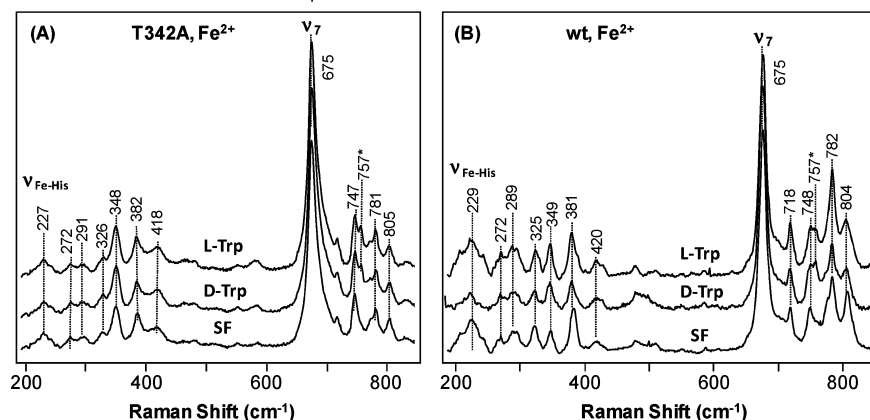 (A) T342A, Fe²⁺ ν₇
675
ν Fe-His
227
272
291
326
348
382
418
747
757*
781
805
L-Trp
D-Trp
SF
200 400 600 800
Raman Shift (cm⁻¹)
(B) wt, Fe²⁺ ν₇
675
ν Fe-His
229
272
289
325
349
381
420
718
748
757*
782
804
L-Trp
D-Trp
SF
200 400 600 800
Raman Shift (cm⁻¹)